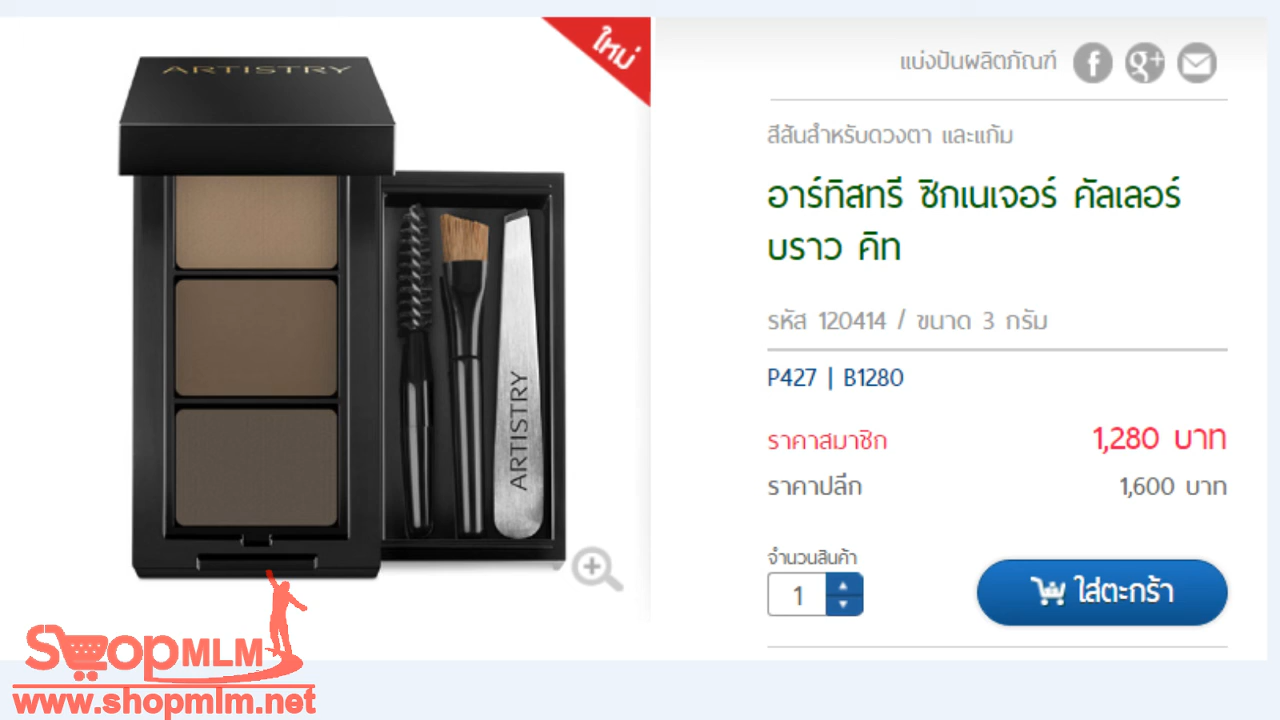 ARTISTRY
ARTISTRY
ใหม่
แบ่งปันผลิตภัณฑ์
f g+
สีสันสำหรับดวงตา และแก้ม
อาร์ทิสทรี ซิกเนเจอร์ คัลเลอร์
บราว คิท
รหัส 120414 / ขนาด 3 กรัม
P427 | B1280
ราคาสมาชิก 1,280 บาท
ราคาปลีก 1,600 บาท
จำนวนสินค้า
1
ใส่ตะกร้า
ShopMLM
www.shopmlm.net